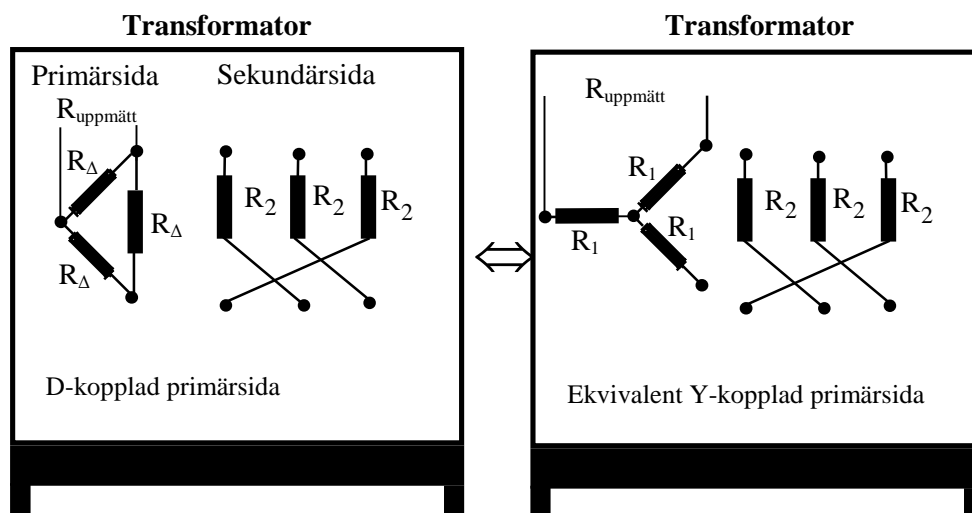 Transformator
Primärsida Sekundärsida
R_uppmätt
R_Δ
R_Δ
R_Δ
R_2 R_2 R_2
D-kopplad primärsida
Transformator
R_uppmätt
R_1
R_1
R_1
R_2 R_2 R_2
Ekvivalent Y-kopplad primärsida